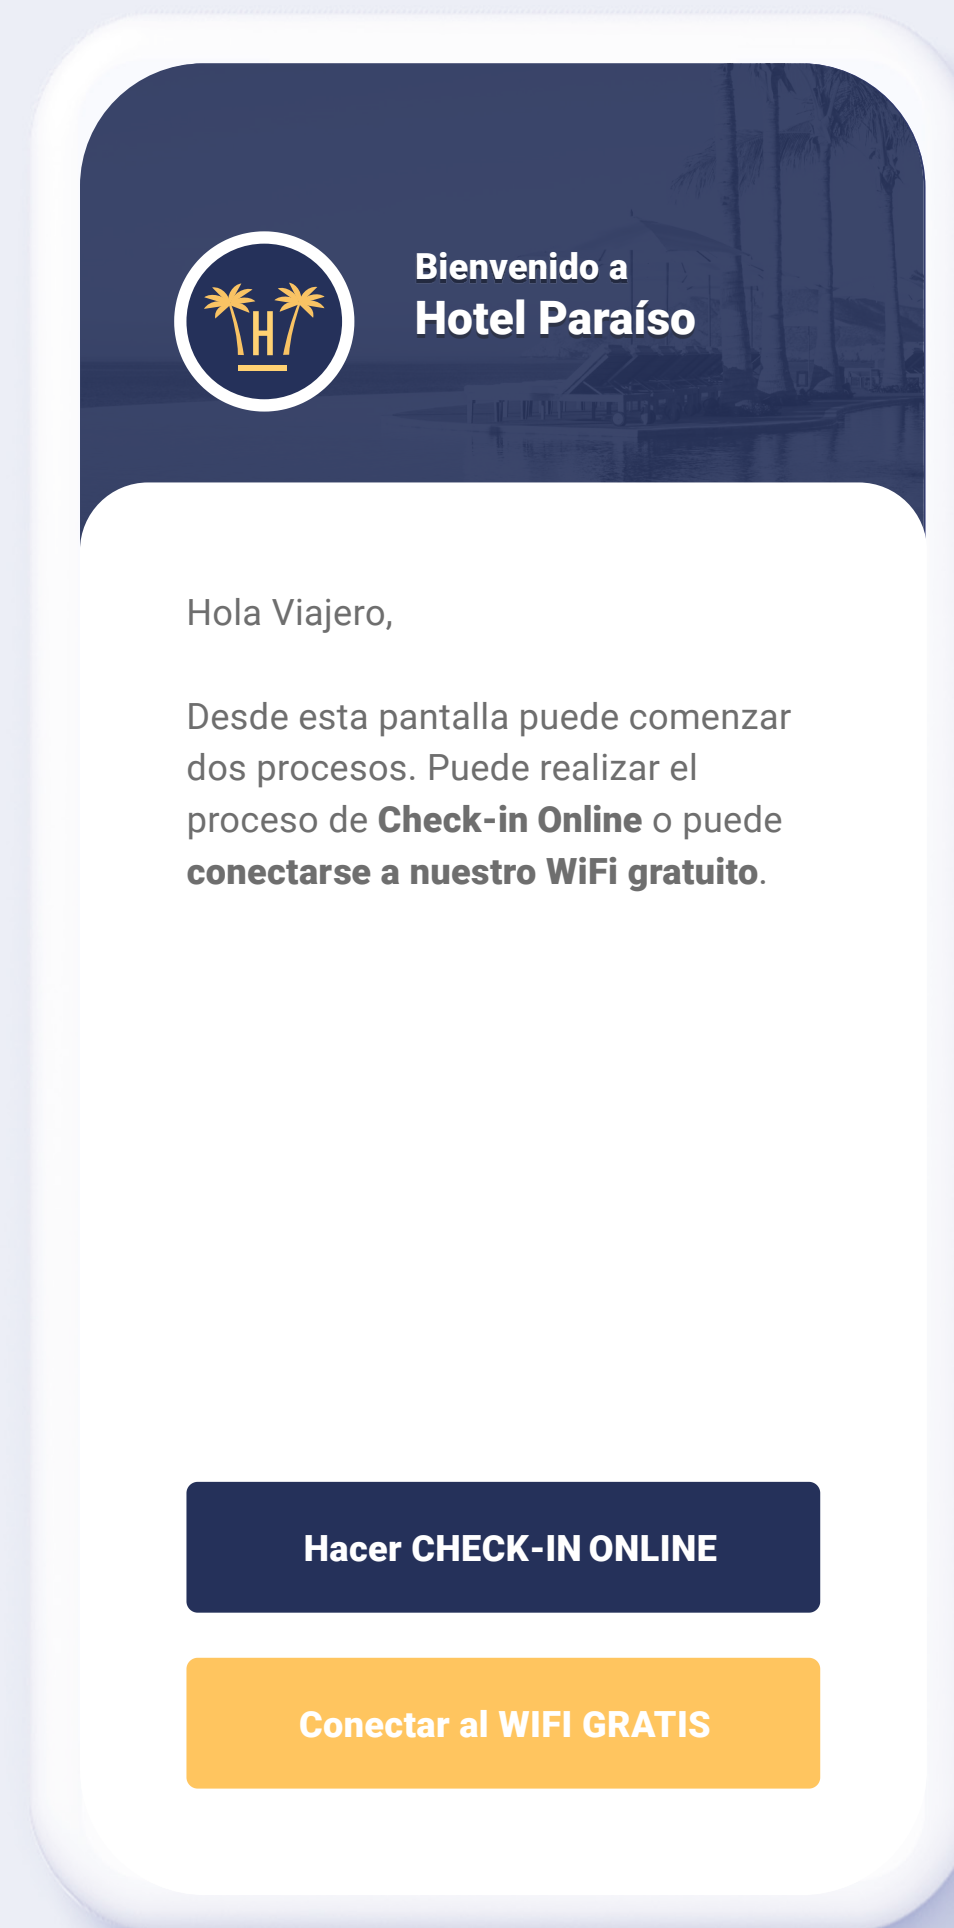 H
Bienvenido a
Hotel Paraíso
Hola Viajero,
Desde esta pantalla puede comenzar
dos procesos. Puede realizar el
proceso de Check-in Online o puede
conectarse a nuestro WiFi gratuito.
Hacer CHECK-IN ONLINE
Conectar al WIFI GRATIS